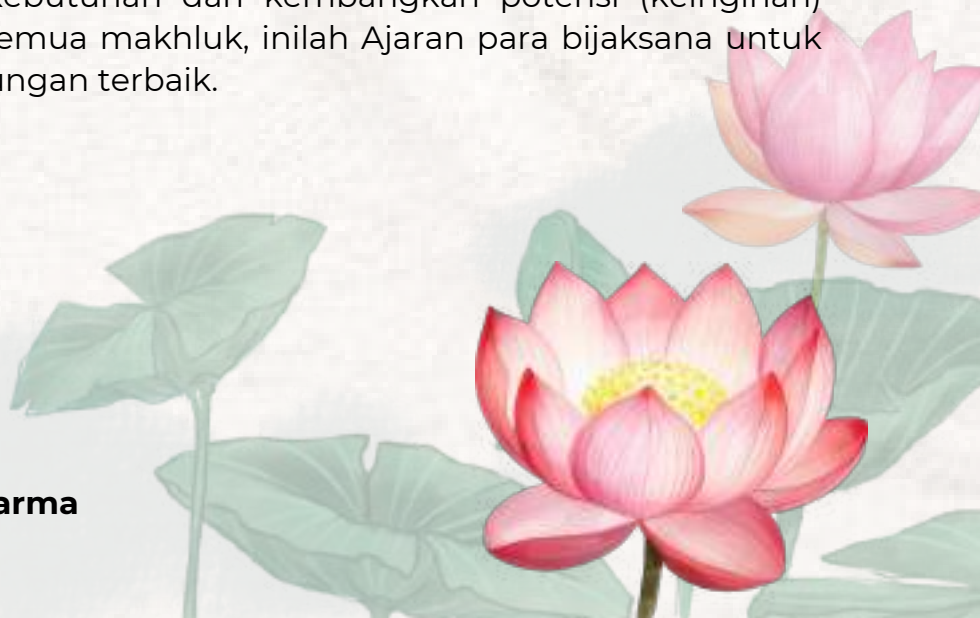 kebutuhan dan kembangkan potensi (keinginan)
emua makhluk, inilah Ajaran para bijaksana untuk
ungan terbaik.
arma